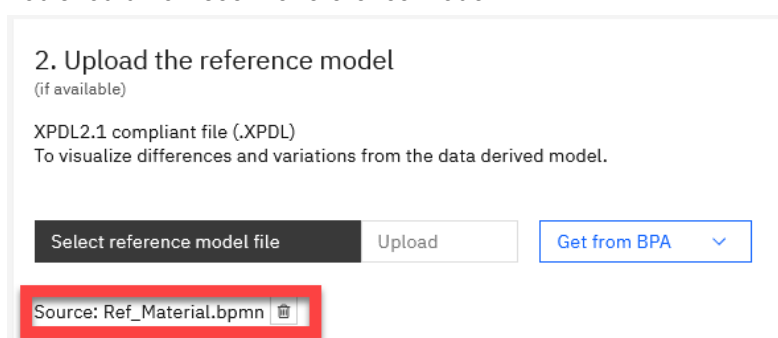 2. Upload the reference model
(if available)
XPDL2.1 compliant file (.XPDL)
To visualize differences and variations from the data derived model.
Select reference model file
Upload
Get from BPA
Source: Ref_Material.bpmn